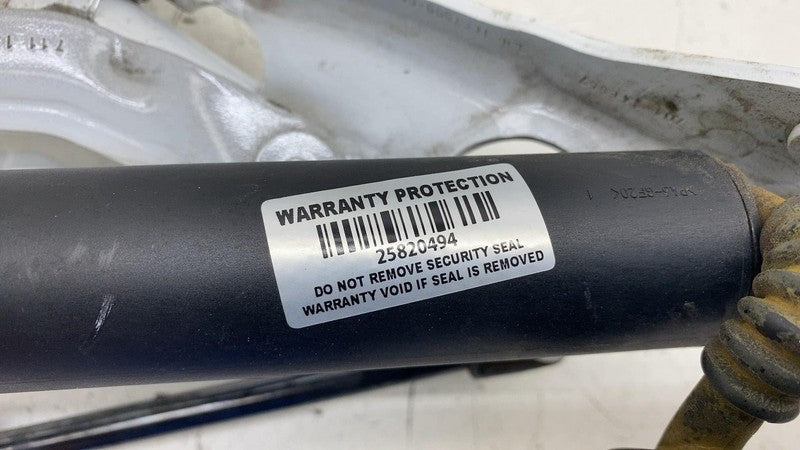 WARRANTY PROTECTION
25820494
DO NOT REMOVE SECURITY SEAL
WARRANTY VOID IF SEAL IS REMOVED